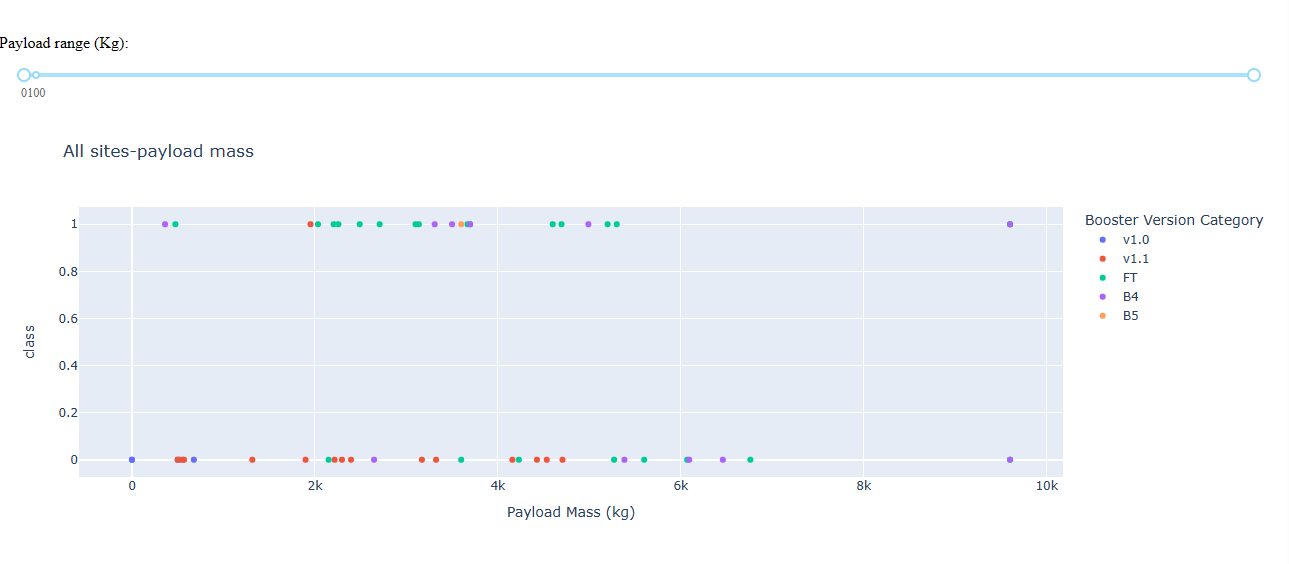 Payload range (Kg):
0100
All sites-payload mass
1
0.8
0.6
0.4
0.2
0
class
0
2k
4k
6k
8k
10k
Payload Mass (kg)
Booster Version Category
v1.0
v1.1
FT
B4
B5